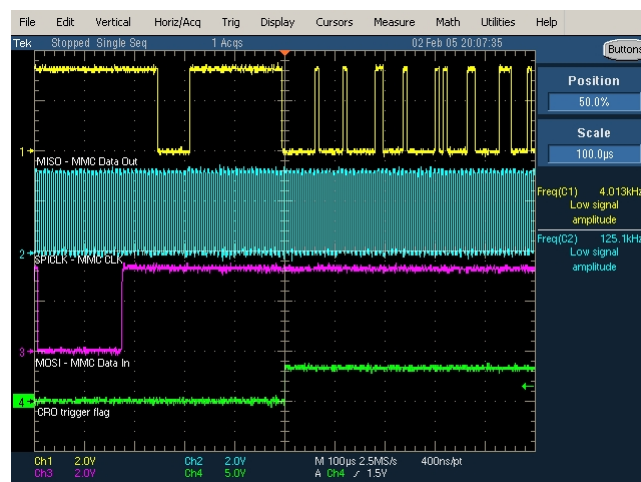 File Edit Vertical Horiz/Acq Trig Display Cursors Measure Math Utilities Help
Tek Stopped Single Seq 1 Acqs 02 Feb 05 20:07:35 Buttons
Position
50.0%
Scale
100.0µs
1
MISO - MMC Data Out
Freq(C1) 4.013kHz
Low signal
amplitude
2
SPICLK - MMC CLK
Freq(C2) 125.1kHz
Low signal
amplitude
3
MOSI - MMC Data In
4
CRO trigger flag
Ch1 2.0V Ch2 2.0V M 100µs 2.5MS/s 400ns/pt
Ch3 2.0V Ch4 5.0V A Ch4 1.5V